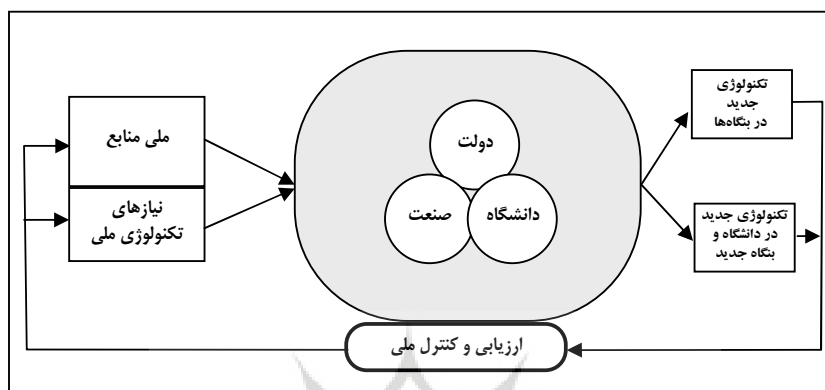 ملی منابع
نیازهای
تکنولوژی ملی
دولت
صنعت
دانشگاه
تکنولوژی
جدید
در بنگاه‌ها
تکنولوژی جدید
در دانشگاه و
بنگاه جدید
ارزیابی و کنترل ملی